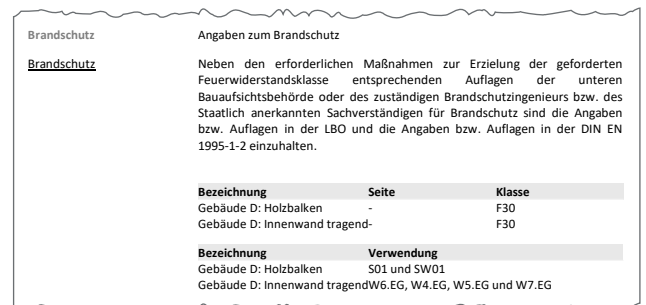 Brandschutz Angaben zum Brandschutz
Brandschutz Neben den erforderlichen Maßnahmen zur Erzielung der geforderten
Feuerwiderstandsklasse entsprechenden Auflagen der unteren
Bauaufsichtsbehörde oder des zuständigen Brandschutzingenieurs bzw. des
Staatlich anerkannten Sachverständigen für Brandschutz sind die Angaben
bzw. Auflagen in der LBO und die Angaben bzw. Auflagen in der DIN EN
1995-1-2 einzuhalten.
Bezeichnung Seite Klasse
Gebäude D: Holzbalken - F30
Gebäude D: Innenwand tragend- F30
Bezeichnung Verwendung
Gebäude D: Holzbalken S01 und SW01
Gebäude D: Innenwand tragendW6.EG, W4.EG, W5.EG und W7.EG